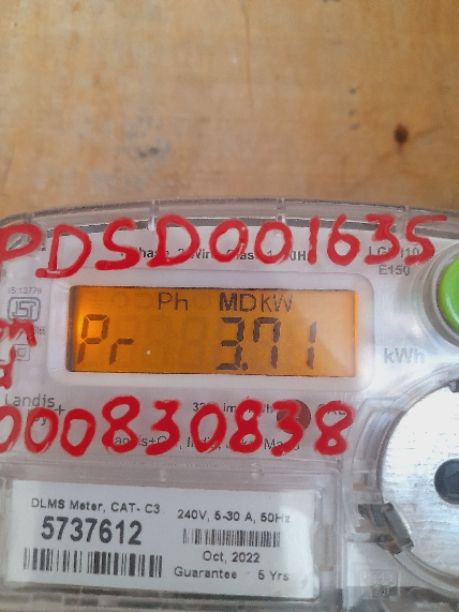 PDSD001635
E150
Ph MDKW
Pr 3.71
kWh
Landis+
000830838
DLMS Meter, CAT- C3
240V, 5-30 A, 50Hz
5737612
Oct, 2022
Guarantee 5 Yrs